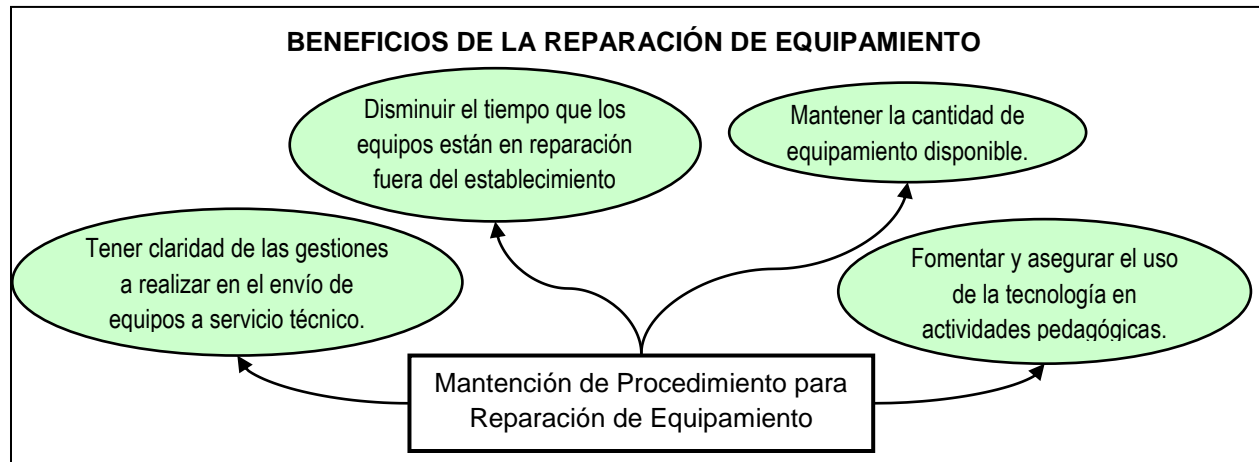 BENEFICIOS DE LA REPARACIÓN DE EQUIPAMIENTO
Disminuir el tiempo que los
equipos están en reparación
fuera del establecimiento
Mantener la cantidad de
equipamiento disponible.
Tener claridad de las gestiones
a realizar en el envío de
equipos a servicio técnico.
Fomentar y asegurar el uso
de la tecnología en
actividades pedagógicas.
Mantención de Procedimiento para
Reparación de Equipamiento